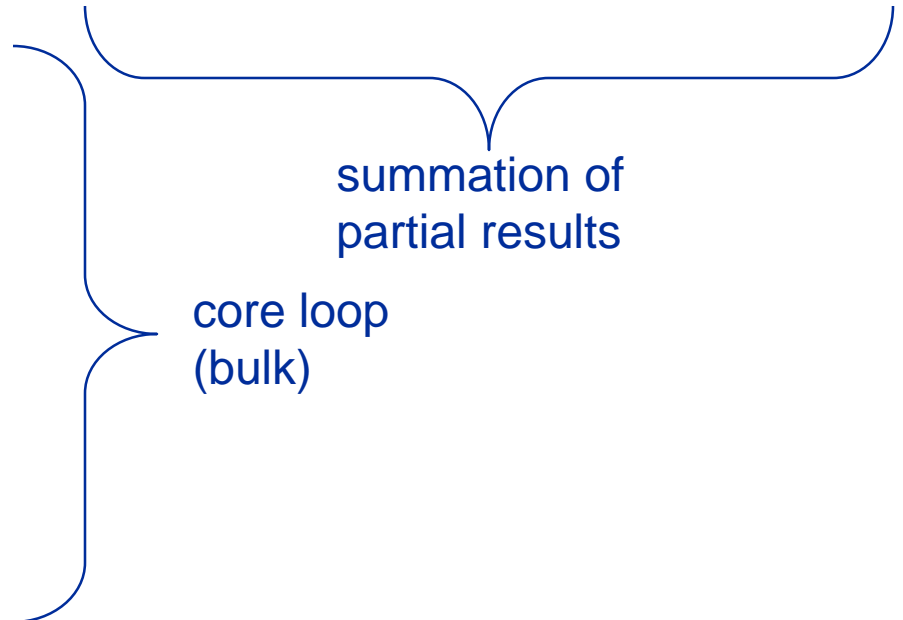 summation of
partial results
core loop
(bulk)